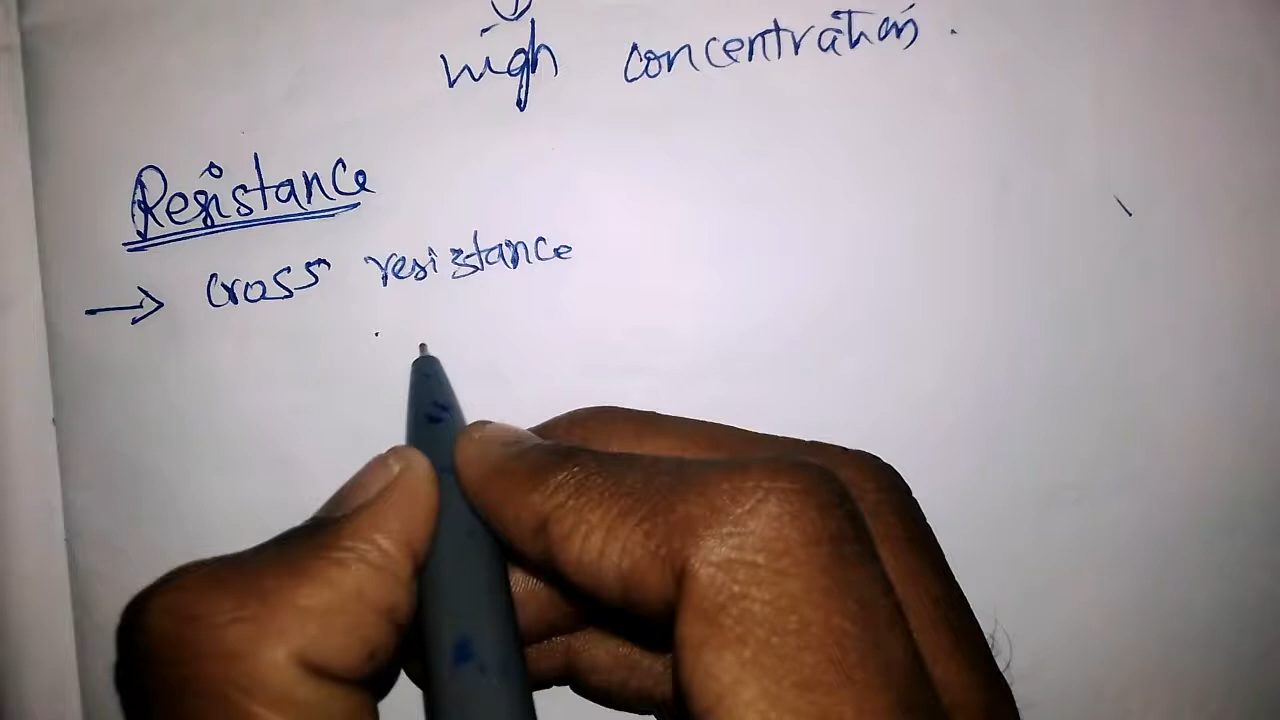 high concentration.
Resistance
→ cross resistance